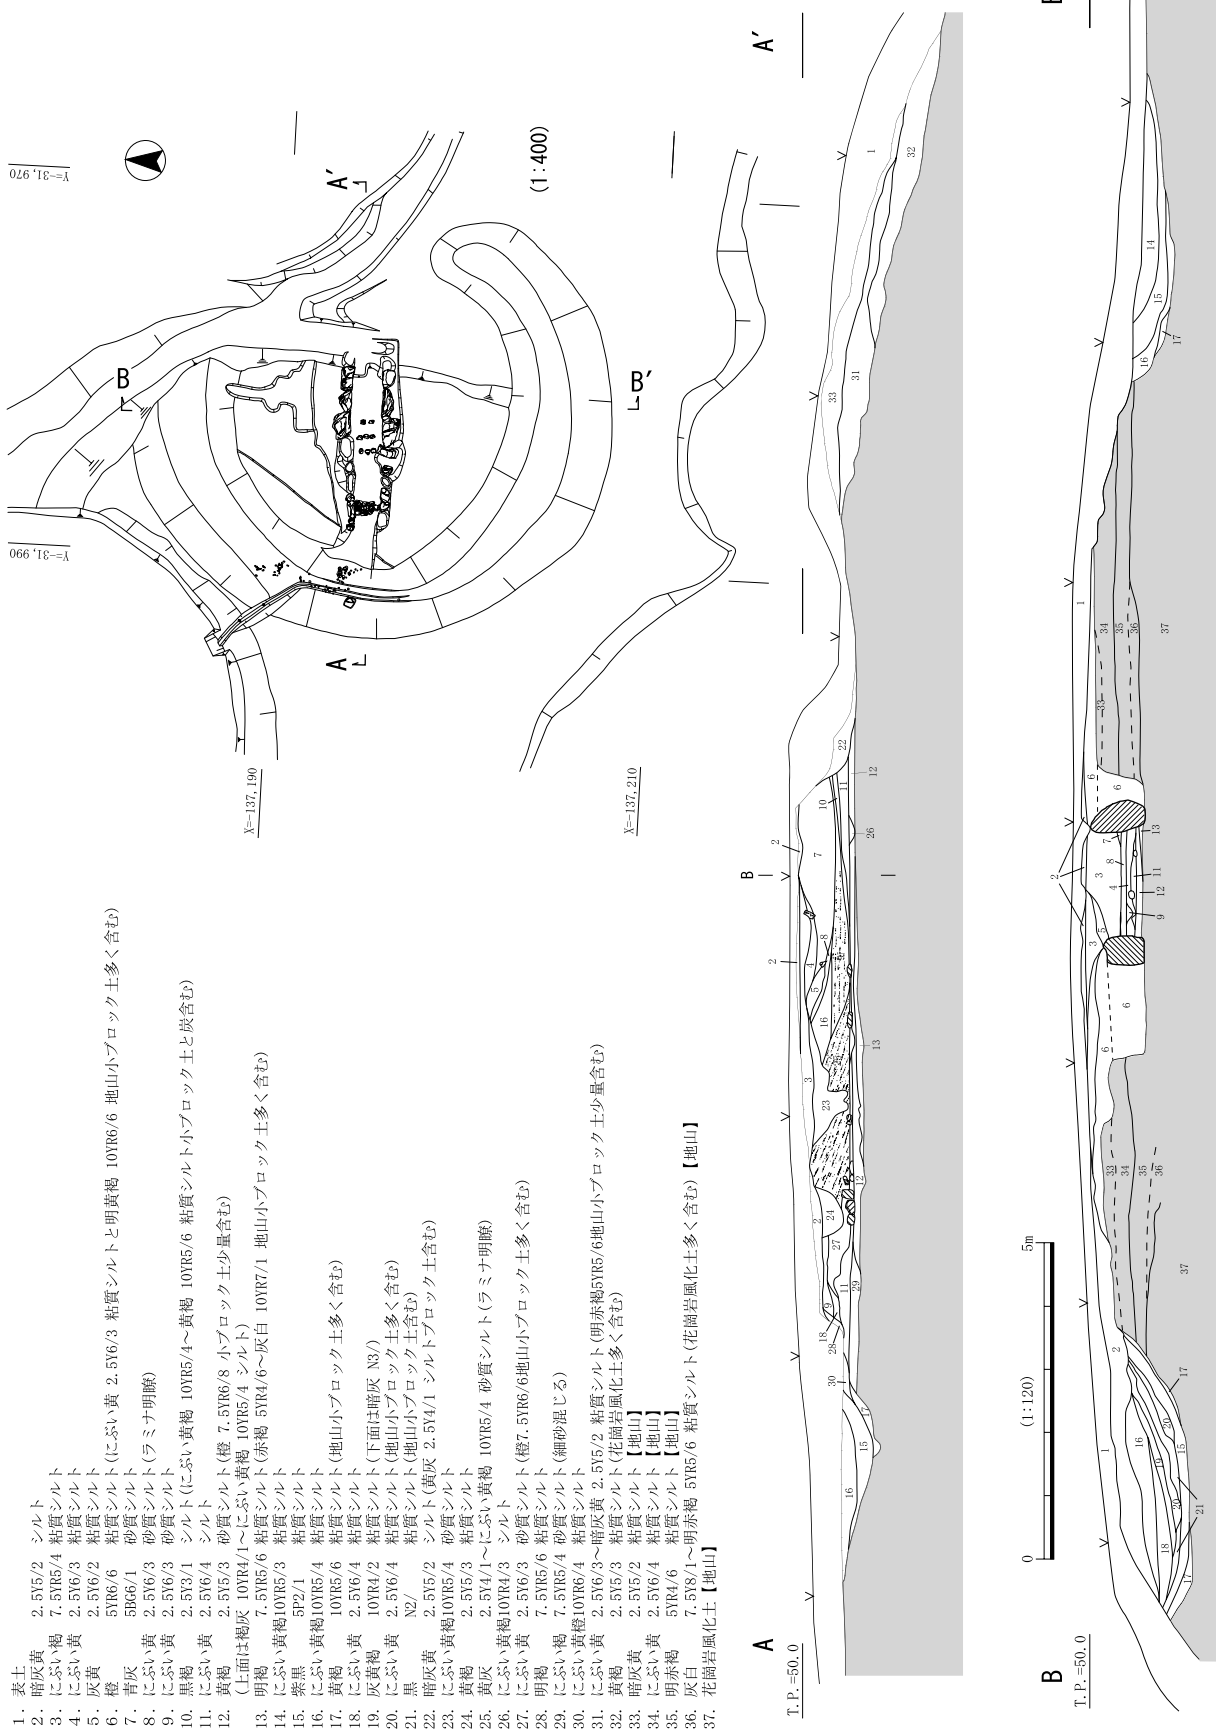 1. 表土
2. 暗灰黄 2.5Y5/2 シルト
3. にぶい褐 7.5YR5/4 粘質シルト
4. にぶい黄 2.5Y6/3 粘質シルト
5. 灰黄 2.5Y6/2 粘質シルト
6. 橙 5YR6/6 粘質シルト(にぶい黄 2.5Y6/3 粘質シルトと明黄褐 10YR6/6 地山小ブロック土多く含む)
7. 青灰 5BG6/1 砂質シルト
8. にぶい黄 2.5Y6/3 砂質シルト(ラミナ明瞭)
9. にぶい黄 2.5Y6/3 砂質シルト
10. 黒褐 2.5Y3/1 シルト(にぶい黄褐 10YR5/4～黄褐 10YR5/6 粘質シルト小ブロック土と炭含む)
11. にぶい黄 2.5Y6/4 シルト
12. 黄褐 2.5Y5/3 砂質シルト(橙 7.5YR6/8 小ブロック土少量含む)
(上面は褐灰 10YR4/1～にぶい黄褐 10YR5/4 シルト)
13. 明褐 7.5YR5/6 粘質シルト(赤褐 5YR4/6～灰白 10YR7/1 地山小ブロック土多く含む)
14. にぶい黄褐10YR5/3 粘質シルト
15. 紫黒 5P2/1 粘質シルト
16. にぶい黄褐10YR5/4 粘質シルト
17. 黄褐 10YR5/6 粘質シルト(地山小ブロック土多く含む)
18. にぶい黄 2.5Y6/4 粘質シルト
19. 灰黄褐 10YR4/2 粘質シルト(下面は暗灰 N3/)
20. にぶい黄 2.5Y6/4 粘質シルト(地山小ブロック土多く含む)
21. 黒 N2/ 粘質シルト(地山小ブロック土含む)
22. 暗灰黄 2.5Y5/2 シルト(黄灰 2.5Y4/1 シルトブロック土含む)
23. にぶい黄褐10YR5/4 砂質シルト
24. 黄褐 2.5Y5/3 粘質シルト
25. 黄灰 2.5Y4/1～にぶい黄褐 10YR5/4 砂質シルト(ラミナ明瞭)
26. にぶい黄褐10YR4/3 シルト
27. にぶい黄 2.5Y6/3 砂質シルト(橙7.5YR6/6地山小ブロック土多く含む)
28. 明褐 7.5YR5/6 粘質シルト
29. にぶい褐 7.5YR5/4 砂質シルト(細砂混じる)
30. にぶい黄橙10YR6/4 粘質シルト
31. にぶい黄 2.5Y6/3～暗灰黄 2.5Y5/2 粘質シルト(明赤褐5YR5/6地山小ブロック土少量含む)
32. 黄褐 2.5Y5/3 粘質シルト(花崗岩風化土多く含む)
33. 暗灰黄 2.5Y5/2 粘質シルト【地山】
34. にぶい黄 2.5Y6/4 粘質シルト【地山】
35. 明赤褐 5YR4/6 粘質シルト【地山】
36. 灰白 7.5Y8/1～明赤褐 5YR5/6 粘質シルト(花崗岩風化土多く含む)【地山】
37. 花崗岩風化土【地山】
Y=-31,990
Y=-31,970
X=-137,190
X=-137,210
A
A'
B
B'
(1:400)
A
T.P.=50.0
A'
B
B
T.P.=50.0
0
(1:120)
5m